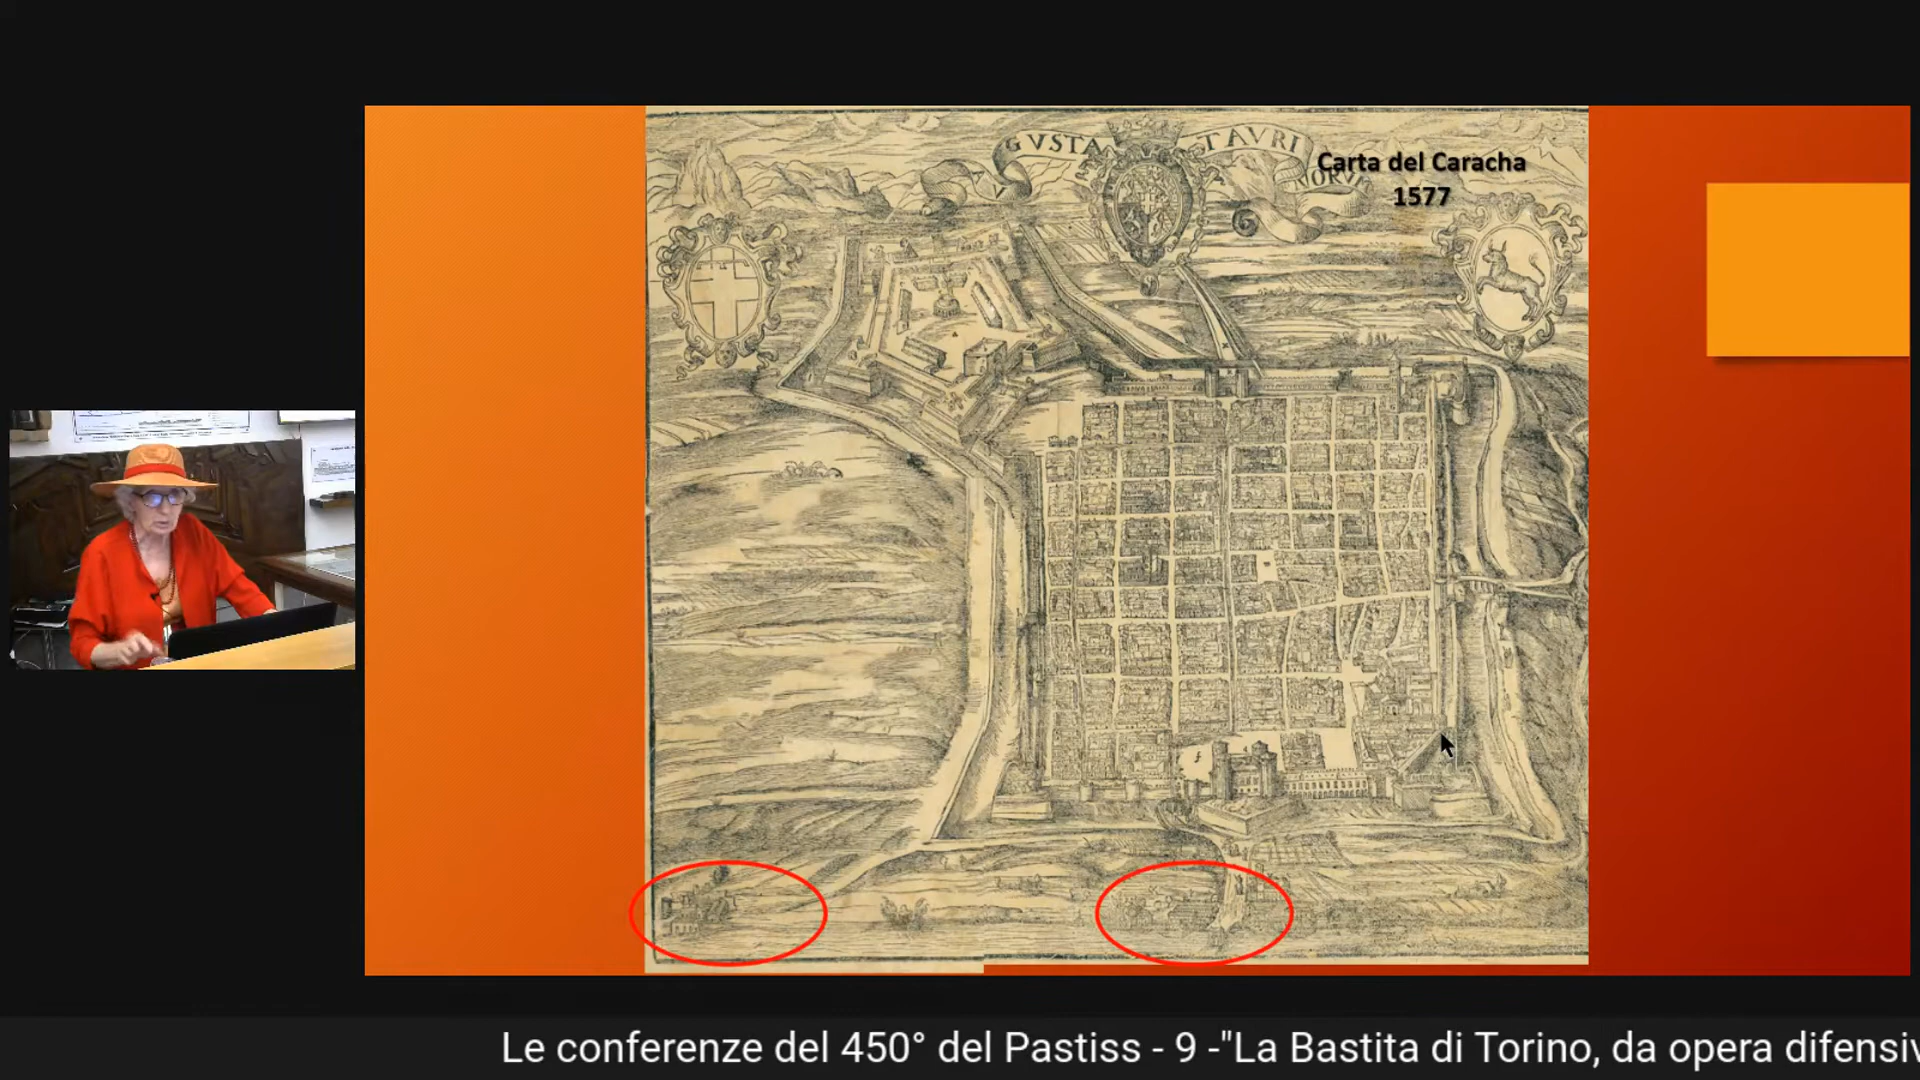 GVSTA TAVRI
NORV
Carta del Caracha
1577
Le conferenze del 450° del Pastiss - 9 -"La Bastita di Torino, da opera difensiv